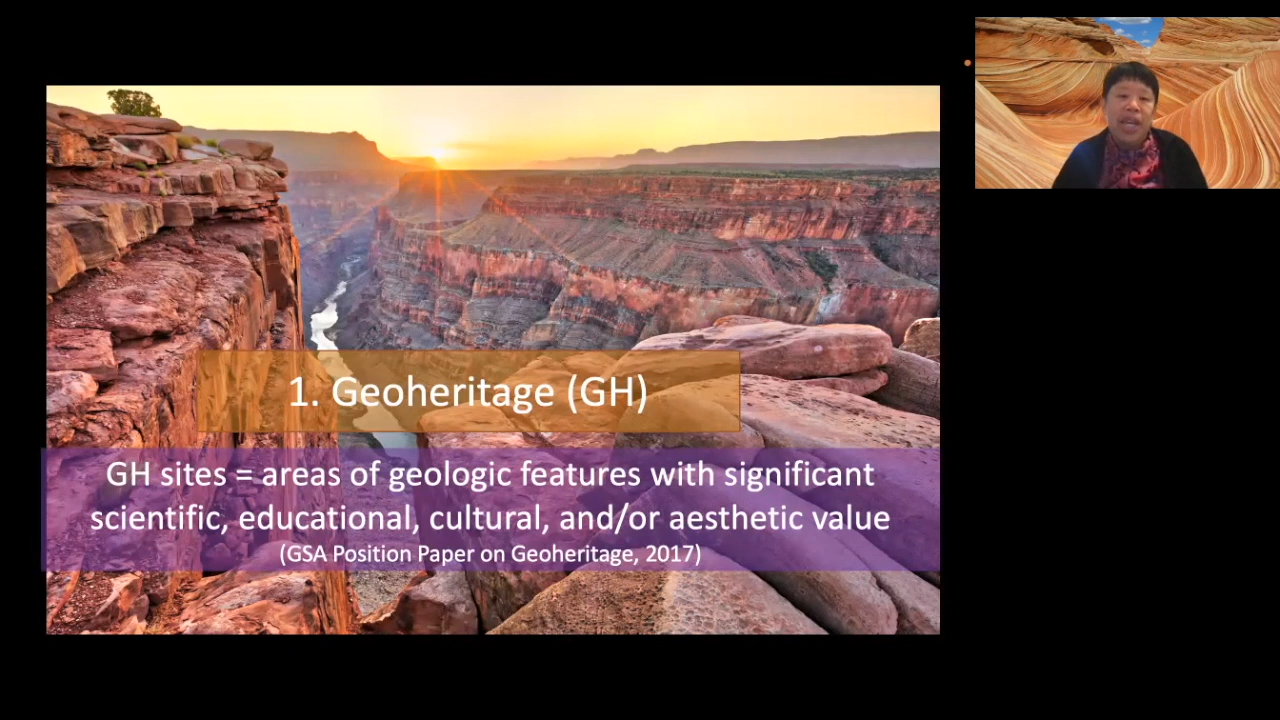 1. Geoheritage (GH)
GH sites = areas of geologic features with significant
scientific, educational, cultural, and/or aesthetic value
(GSA Position Paper on Geoheritage, 2017)